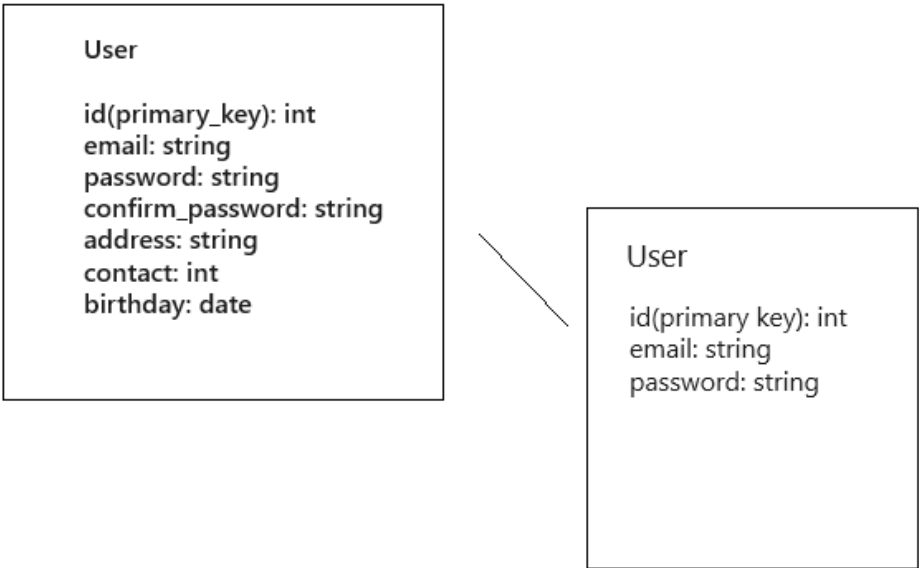 User
id(primary_key): int
email: string
password: string
confirm_password: string
address: string
contact: int
birthday: date
User
id(primary key): int
email: string
password: string